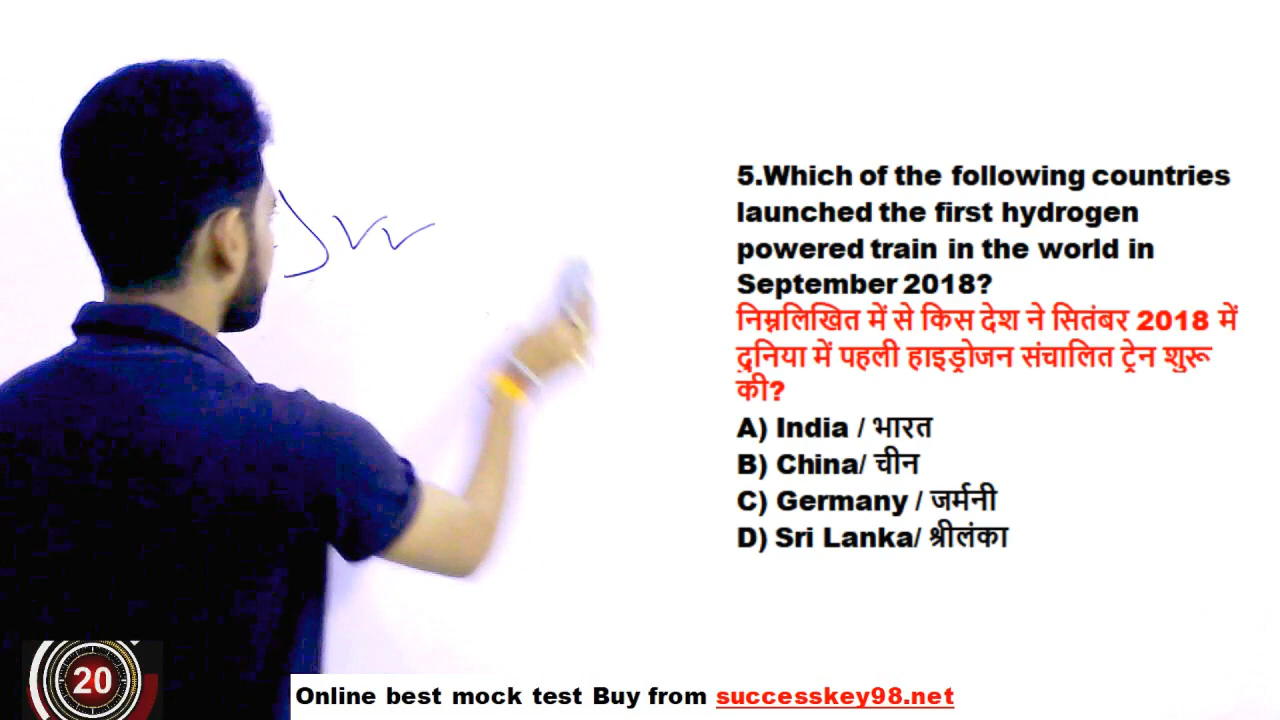 5.Which of the following countries
launched the first hydrogen
powered train in the world in
September 2018?
निम्नलिखित में से किस देश ने सितंबर 2018 में
दुनिया में पहली हाइड्रोजन संचालित ट्रेन शुरू
की?
A) India / भारत
B) China/ चीन
C) Germany / जर्मनी
D) Sri Lanka/ श्रीलंका
20
Online best mock test Buy from successkey98.net